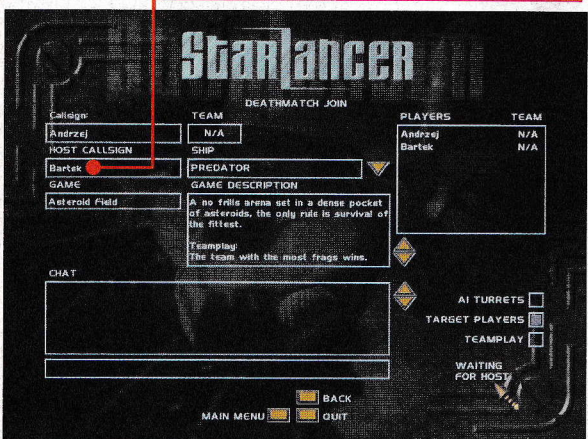 STARLANCER
DEATHMATCH JOIN
Callsign:
Andrzej
TEAM
N/A
HOST CALLSIGN
Bartek
SHIP
PREDATOR
GAME
Asteroid Field
GAME DESCRIPTION
A no frills arena set in a dense pocket
of asteroids, the only rule is survival of
the fittest.
Teamplay:
The team with the most frags wins.
PLAYERS TEAM
Andrzej N/A
Bartek N/A
CHAT
AI TURRETS
TARGET PLAYERS
TEAMPLAY
WAITING
FOR HOST
BACK
MAIN MENU
QUIT